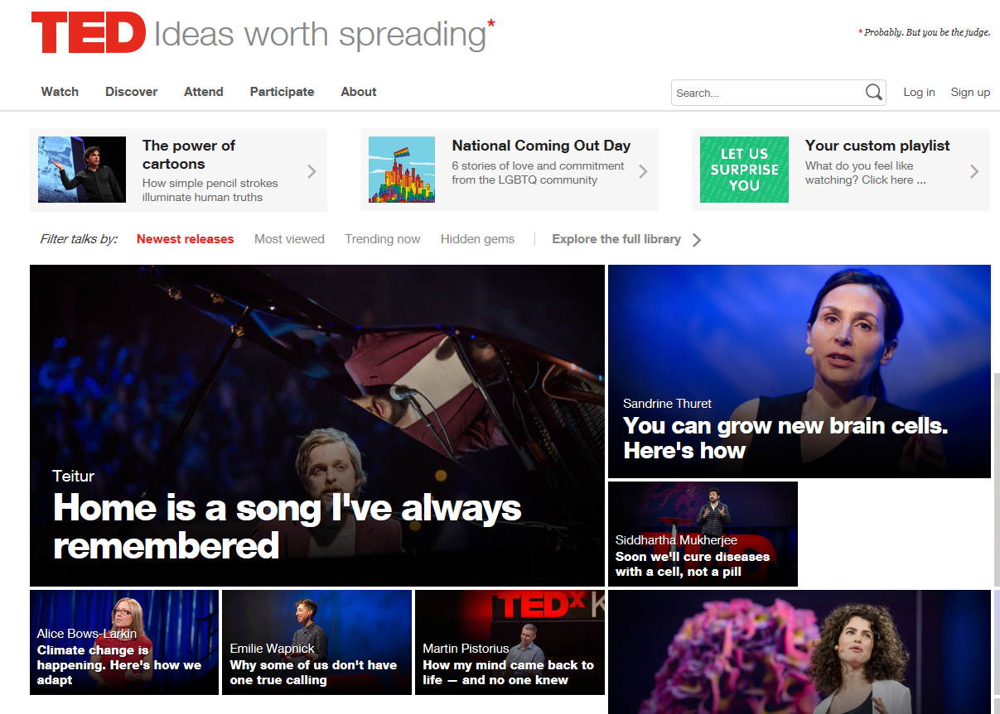 TED Ideas worth spreading*
* Probably. But you be the judge.
Watch Discover Attend Participate About
Search... Log in Sign up
The power of
cartoons
How simple pencil strokes
illuminate human truths
National Coming Out Day
6 stories of love and commitment
from the LGBTQ community
LET US
SURPRISE
YOU
Your custom playlist
What do you feel like
watching? Click here ...
Filter talks by: Newest releases Most viewed Trending now Hidden gems Explore the full library
Teitur
Home is a song I've always
remembered
Sandrine Thuret
You can grow new brain cells.
Here's how
TED
Siddhartha Mukherjee
Soon we'll cure diseases
with a cell, not a pill
Alice Bows-Larkin
Climate change is
happening. Here's how we
adapt
Emilie Wapnick
Why some of us don't have
one true calling
TEDx K
Martin Pistorius
How my mind came back to
life — and no one knew